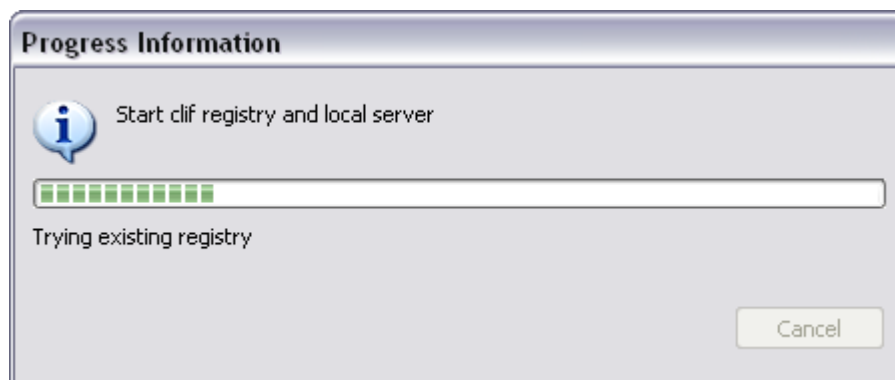 Progress Information
Start clif registry and local server
Trying existing registry
Cancel